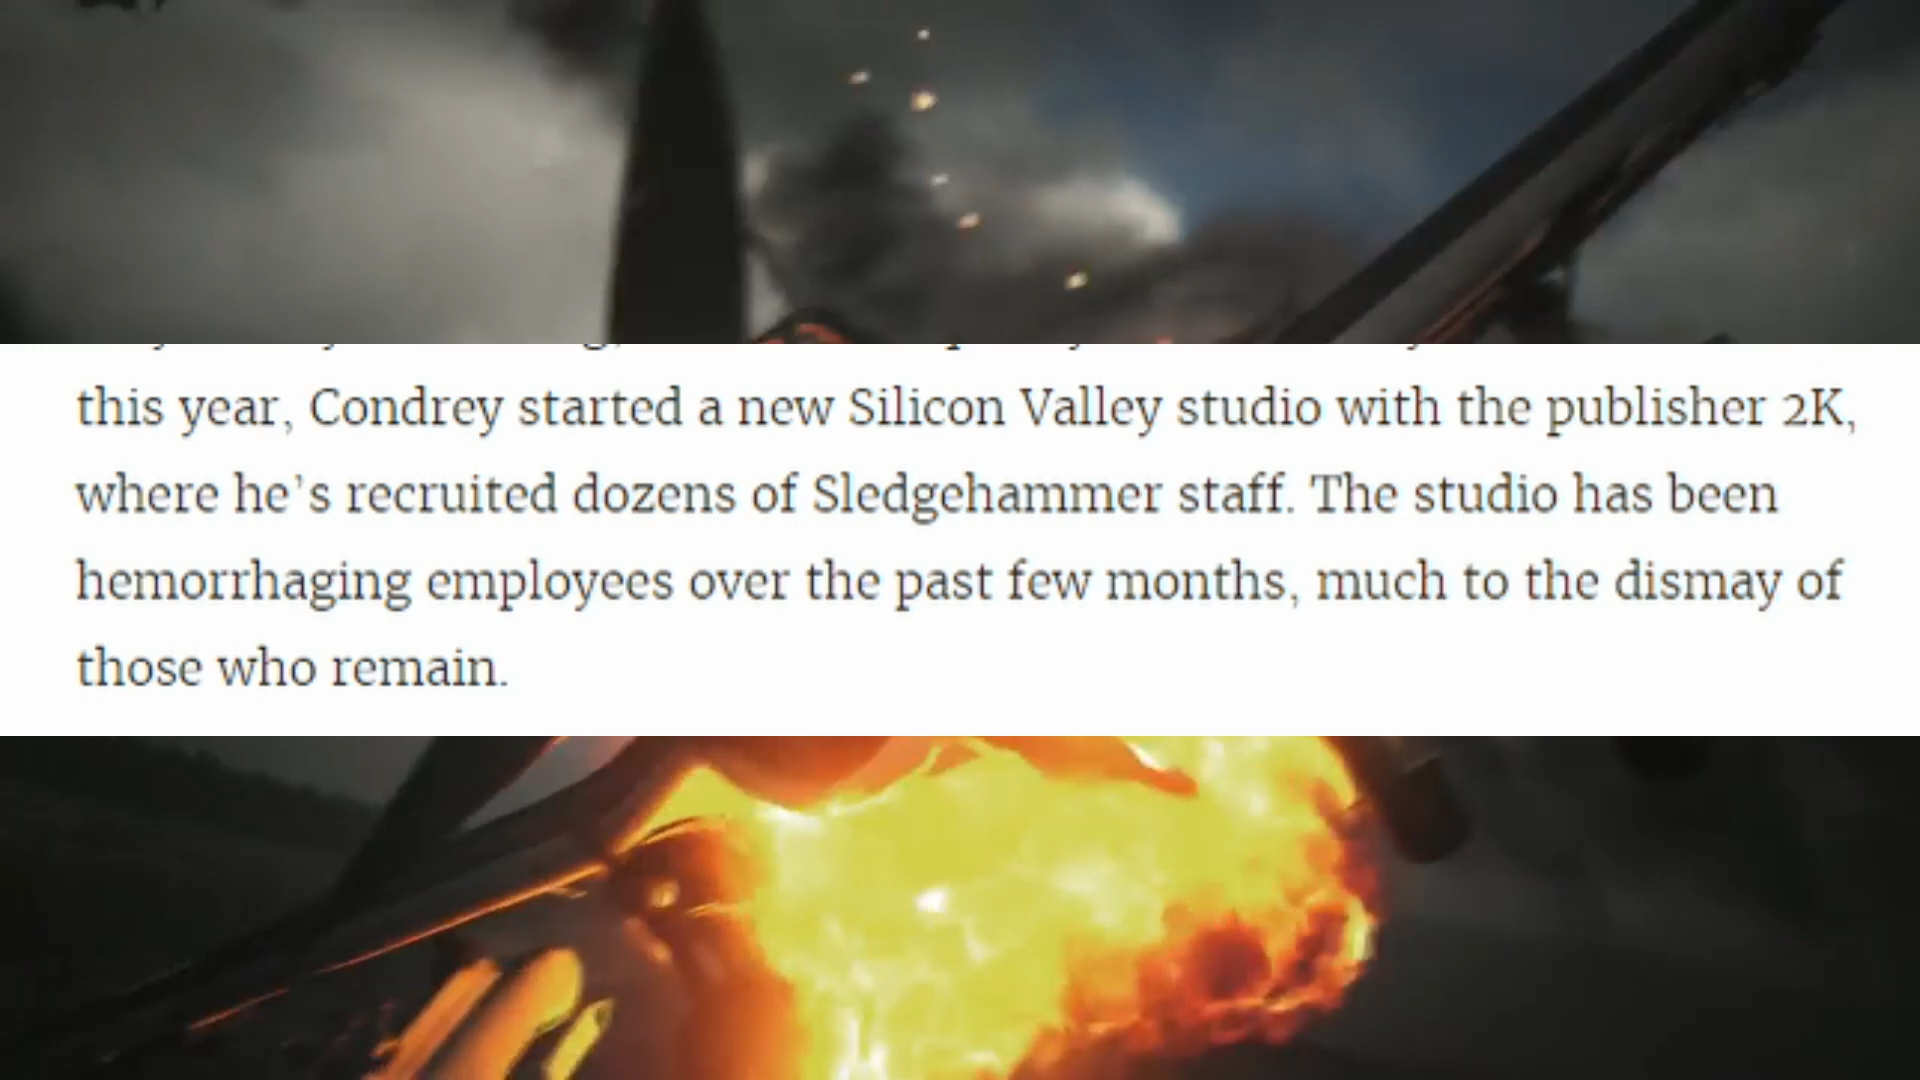 this year, Condrey started a new Silicon Valley studio with the publisher 2K,
where he's recruited dozens of Sledgehammer staff. The studio has been
hemorrhaging employees over the past few months, much to the dismay of
those who remain.